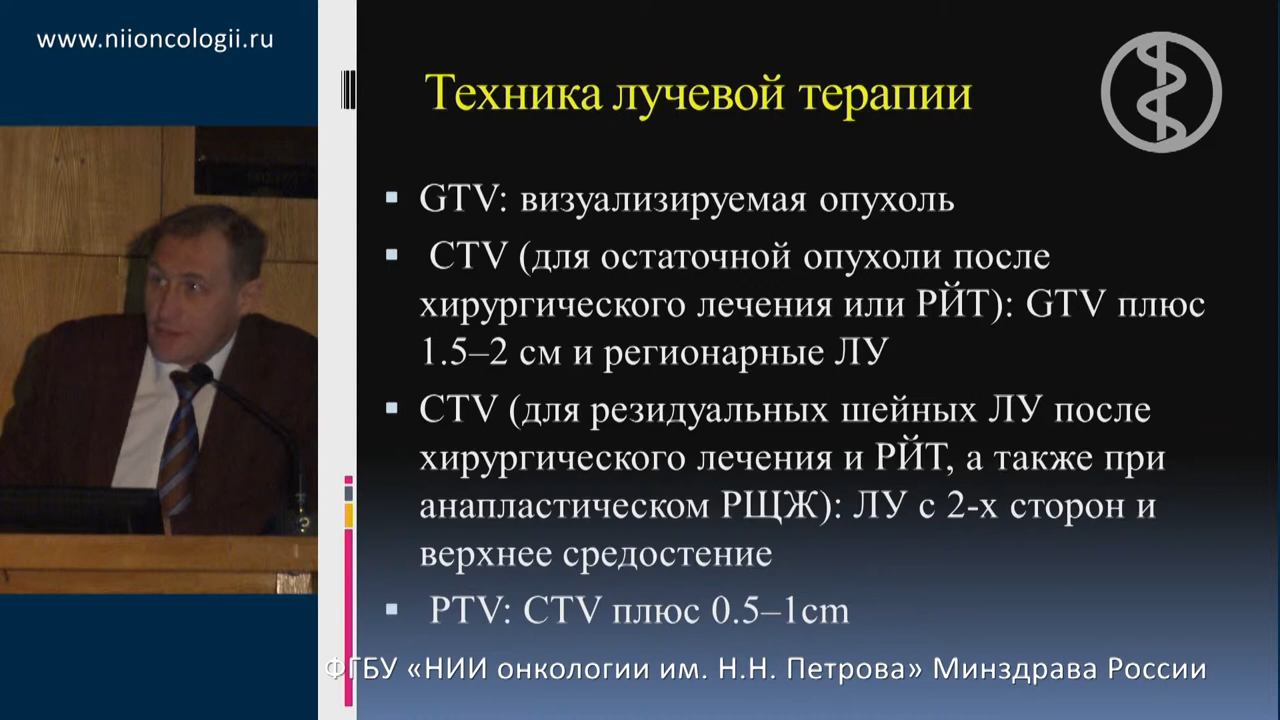 www.niioncologii.ru
Техника лучевой терапии
GTV: визуализируемая опухоль
CTV (для остаточной опухоли после
хирургического лечения или РЙТ): GTV плюс
1.5–2 см и регионарные ЛУ
CTV (для резидуальных шейных ЛУ после
хирургического лечения и РЙТ, а также при
анапластическом РЩЖ): ЛУ с 2-х сторон и
верхнее средостение
PTV: CTV плюс 0.5–1cm
ФГБУ «НИИ онкологии им. Н.Н. Петрова» Минздрава России